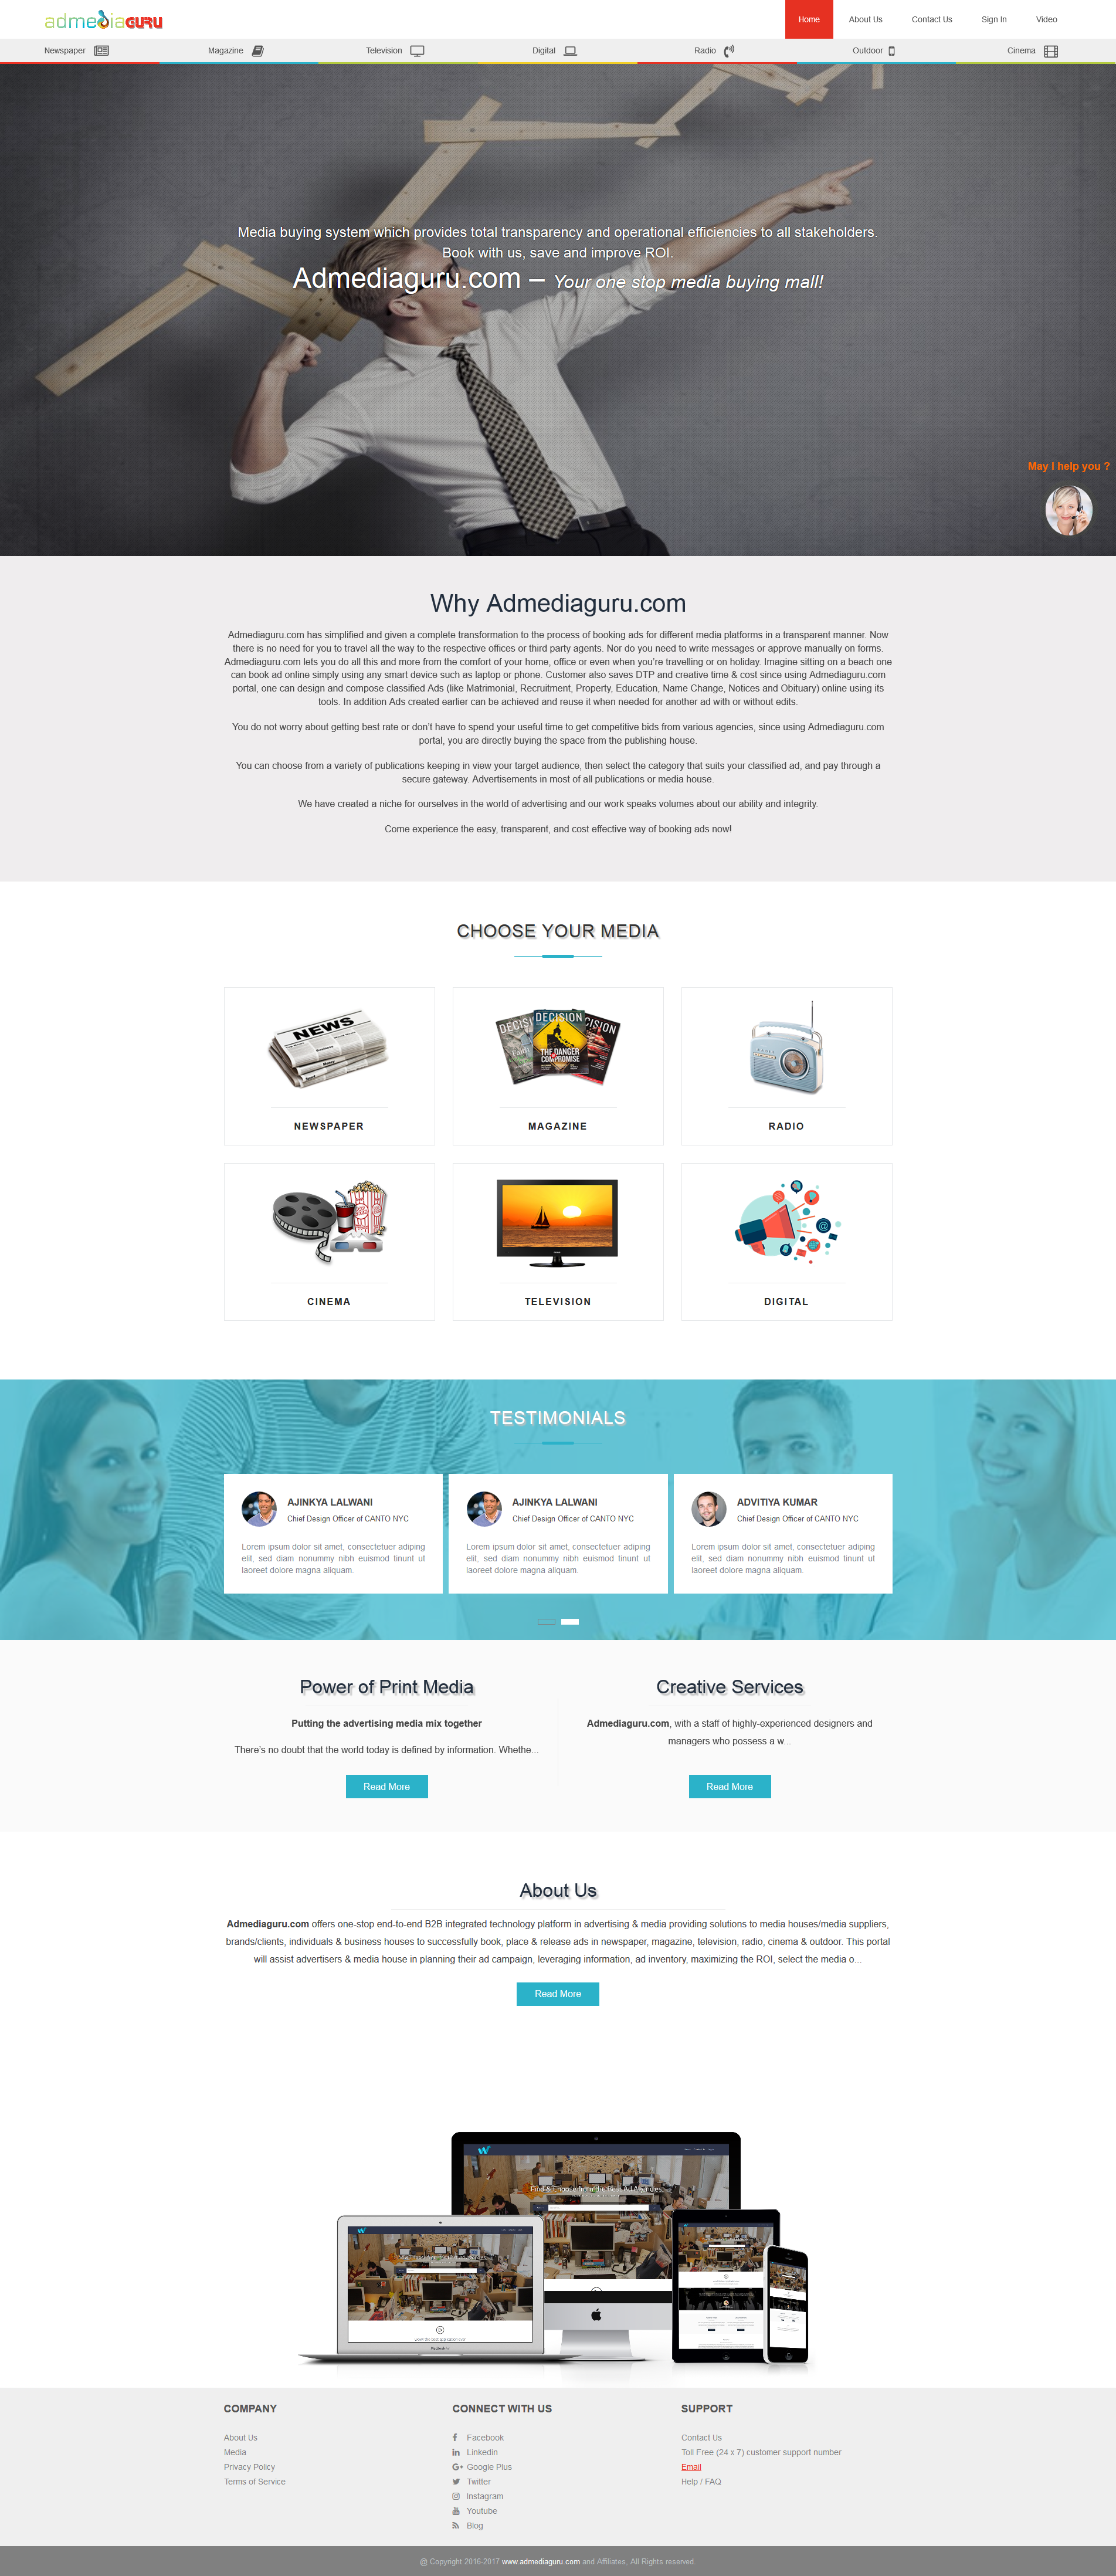 admediaGURU
Home About Us Contact Us Sign In Video
Newspaper Magazine Television Digital Radio Outdoor Cinema
Media buying system which provides total transparency and operational efficiencies to all stakeholders.
Book with us, save and improve ROI.
Admediaguru.com – Your one stop media buying mall!
May I help you ?
Why Admediaguru.com
Admediaguru.com has simplified and given a complete transformation to the process of booking ads for different media platforms in a transparent manner. Now
there is no need for you to travel all the way to the respective offices or third party agents. Nor do you need to write messages or approve manually on forms.
Admediaguru.com lets you do all this and more from the comfort of your home, office or even when you're travelling or on holiday. Imagine sitting on a beach one
can book ad online simply using any smart device such as laptop or phone. Customer also saves DTP and creative time & cost since using Admediaguru.com
portal, one can design and compose classified Ads (like Matrimonial, Recruitment, Property, Education, Name Change, Notices and Obituary) online using its
tools. In addition Ads created earlier can be achieved and reuse it when needed for another ad with or without edits.
You do not worry about getting best rate or don't have to spend your useful time to get competitive bids from various agencies, since using Admediaguru.com
portal, you are directly buying the space from the publishing house.
You can choose from a variety of publications keeping in view your target audience, then select the category that suits your classified ad, and pay through a
secure gateway. Advertisements in most of all publications or media house.
We have created a niche for ourselves in the world of advertising and our work speaks volumes about our ability and integrity.
Come experience the easy, transparent, and cost effective way of booking ads now!
CHOOSE YOUR MEDIA
NEWS
DECISION
THE DANGER
COMPROMISE
NEWSPAPER MAGAZINE RADIO
CINEMA TELEVISION DIGITAL
TESTIMONIALS
AJINKYA LALWANI
Chief Design Officer of CANTO NYC
Lorem ipsum dolor sit amet, consectetuer adiping
elit, sed diam nonummy nibh euismod tinunt ut
laoreet dolore magna aliquam.
AJINKYA LALWANI
Chief Design Officer of CANTO NYC
Lorem ipsum dolor sit amet, consectetuer adiping
elit, sed diam nonummy nibh euismod tinunt ut
laoreet dolore magna aliquam.
ADVITIYA KUMAR
Chief Design Officer of CANTO NYC
Lorem ipsum dolor sit amet, consectetuer adiping
elit, sed diam nonummy nibh euismod tinunt ut
laoreet dolore magna aliquam.
Power of Print Media
Putting the advertising media mix together
There's no doubt that the world today is defined by information. Whethe...
Read More
Creative Services
Admediaguru.com, with a staff of highly-experienced designers and
managers who possess a w...
Read More
About Us
Admediaguru.com offers one-stop end-to-end B2B integrated technology platform in advertising & media providing solutions to media houses/media suppliers,
brands/clients, individuals & business houses to successfully book, place & release ads in newspaper, magazine, television, radio, cinema & outdoor. This portal
will assist advertisers & media house in planning their ad campaign, leveraging information, ad inventory, maximizing the ROI, select the media o...
Read More
Find & Choose from the Best Ad Agencies.
COMPANY
About Us
Media
Privacy Policy
Terms of Service
CONNECT WITH US
Facebook
Linkedin
Google Plus
Twitter
Instagram
Youtube
Blog
SUPPORT
Contact Us
Toll Free (24 x 7) customer support number
Email
Help / FAQ
@ Copyright 2016-2017 www.admediaguru.com and Affiliates, All Rights reserved.